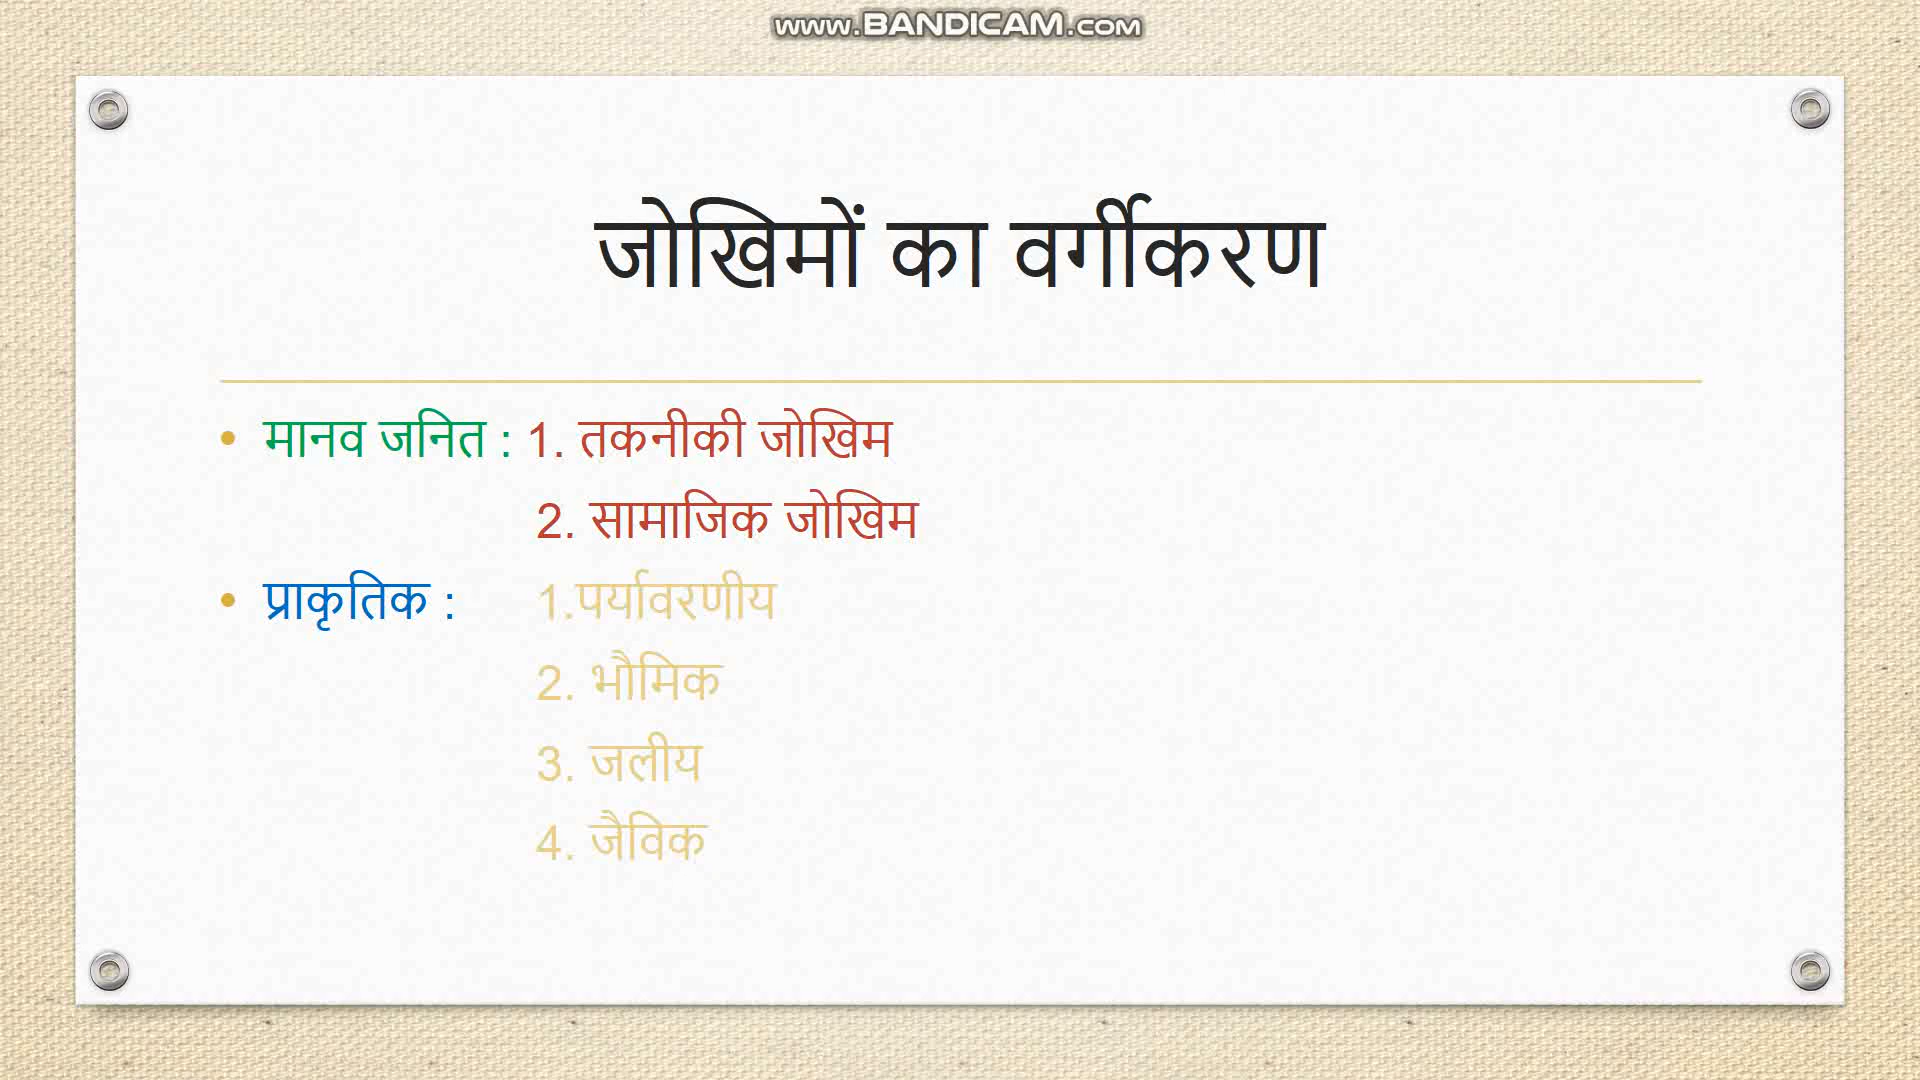 www.BANDICAM.com
जोखिमों का वर्गीकरण
• मानव जनित : 1. तकनीकी जोखिम
2. सामाजिक जोखिम
• प्राकृतिक : 1.पर्यावरणीय
2. भौमिक
3. जलीय
4. जैविक